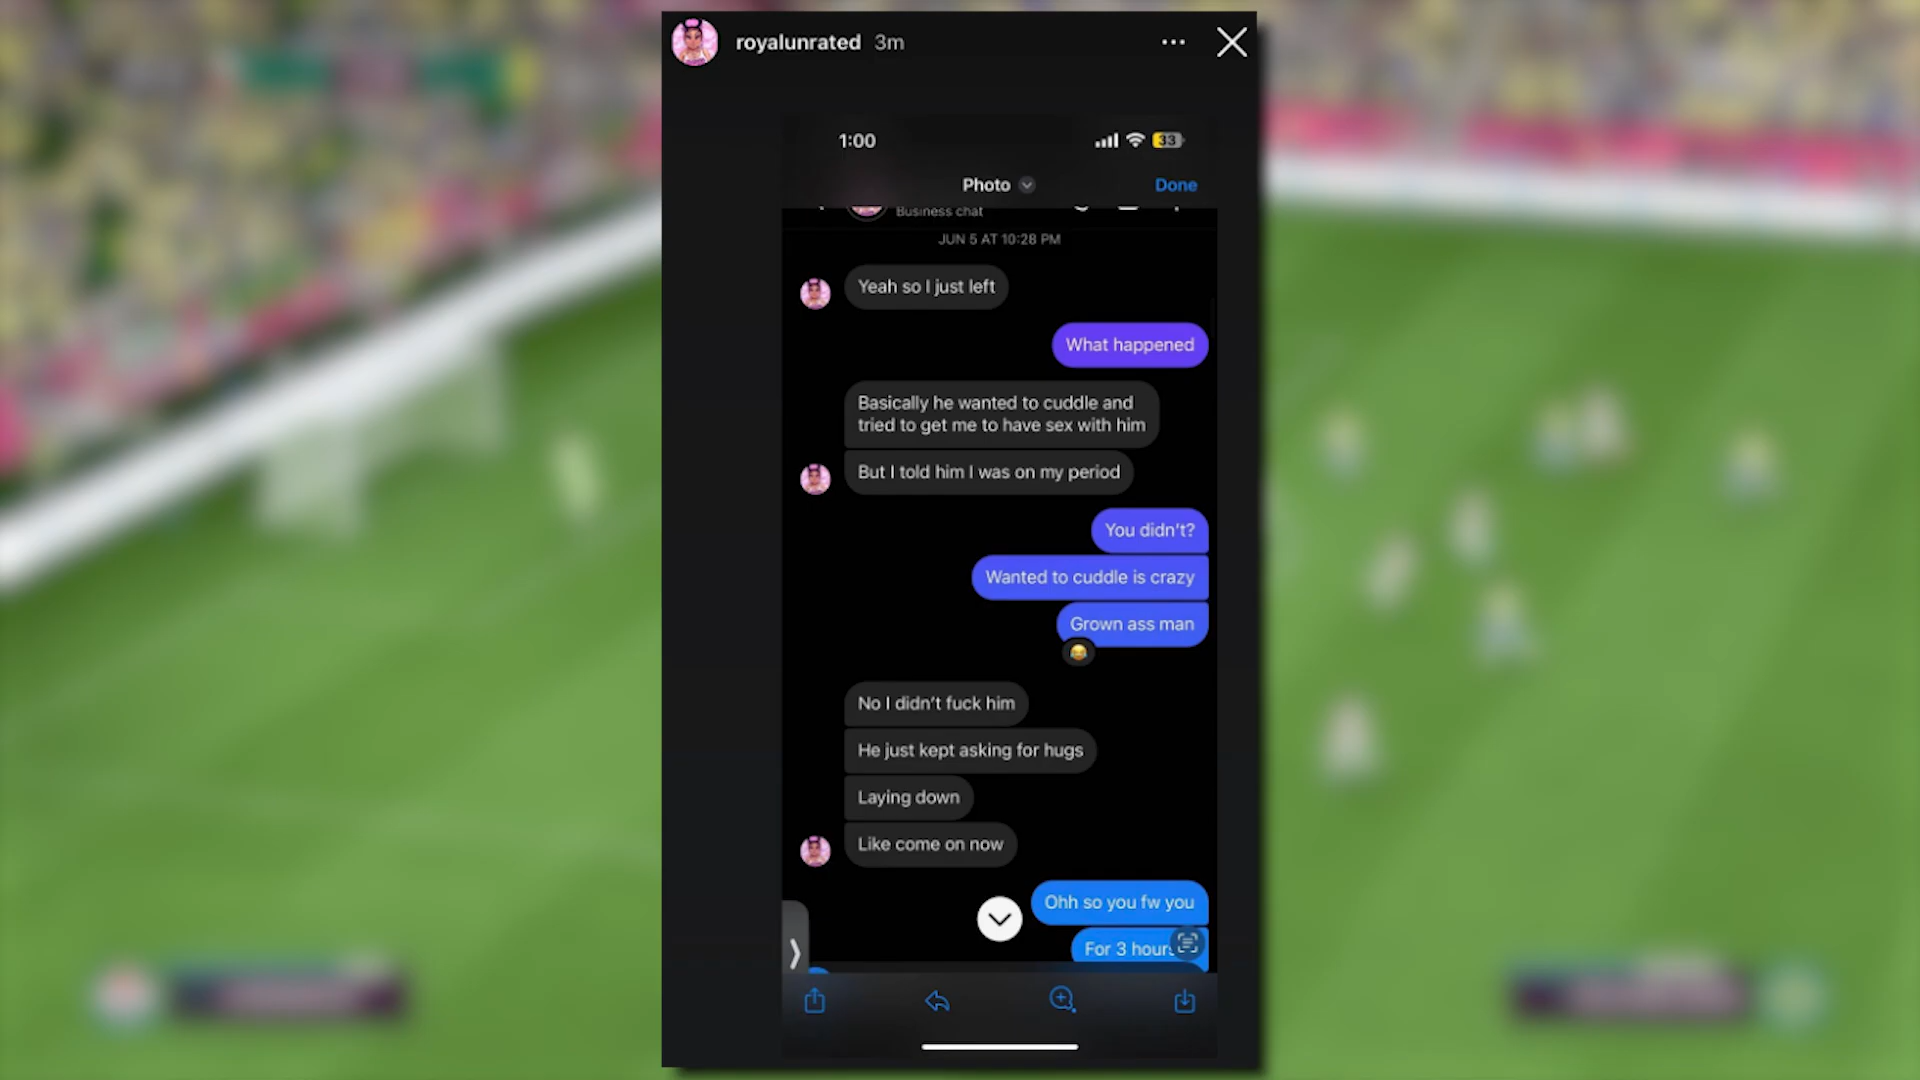 royalunrated 3m
1:00
33
Photo
Done
Business chat
JUN 5 AT 10:28 PM
Yeah so I just left
What happened
Basically he wanted to cuddle and
tried to get me to have sex with him
But I told him I was on my period
You didn't?
Wanted to cuddle is crazy
Grown ass man
No I didn't fuck him
He just kept asking for hugs
Laying down
Like come on now
Ohh so you fw you
For 3 hours